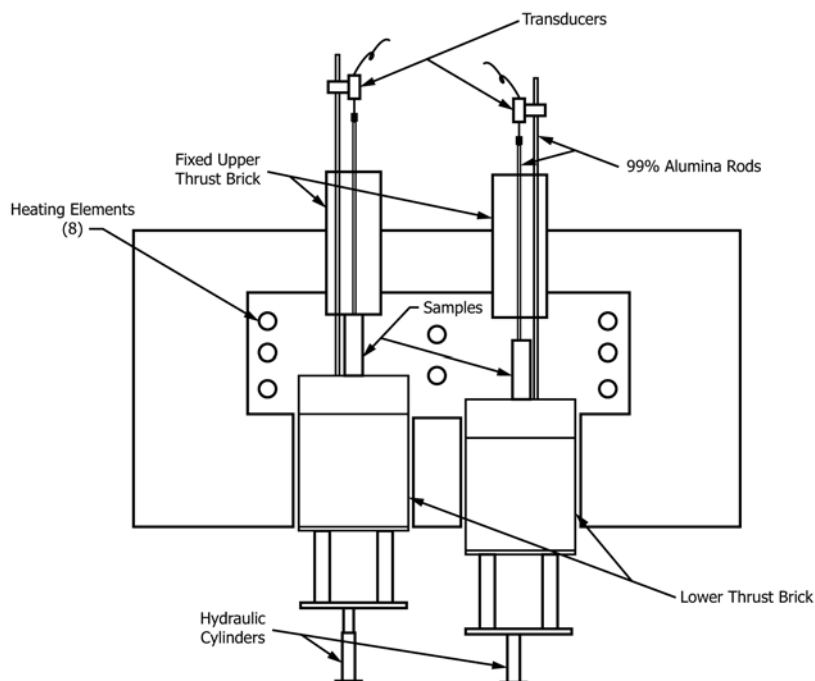 Transducers
Fixed Upper
Thrust Brick
99% Alumina Rods
Heating Elements
(8)
Samples
Lower Thrust Brick
Hydraulic
Cylinders